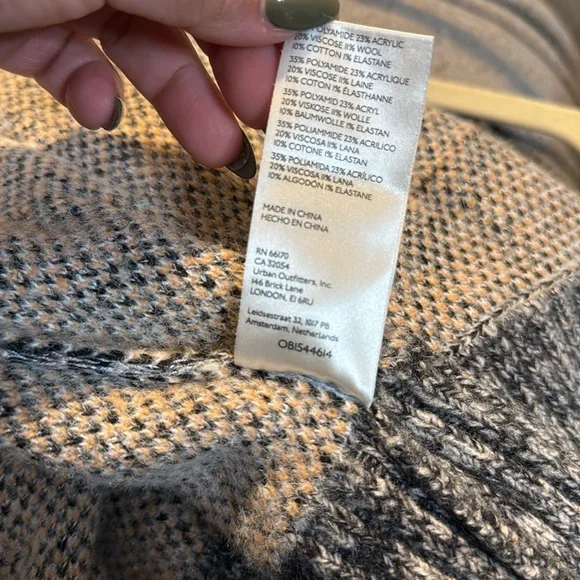 POLYAMIDE 23% ACRYLIC
20% VISCOSE 11% WOOL
10% COTTON 1% ELASTANE
35% POLYAMIDE 23% ACRYLIQUE
20% VISCOSE 11% LAINE
10% COTON 1% ÉLASTHANNE
35% POLYAMID 23% ACRYL
20% VISKOSE 11% WOLLE
10% BAUMWOLLE 1% ELASTAN
35% POLIAMMIDE 23% ACRILICO
20% VISCOSA 11% LANA
10% COTONE 1% ELASTAN
35% POLIAMIDA 23% ACRÍLICO
20% VISCOSA 11% LANA
10% ALGODÓN 1% ELASTANE
MADE IN CHINA
HECHO EN CHINA
RN 66170
CA 32054
Urban Outfitters, Inc.
146 Brick Lane
LONDON, E1 6RU
Leidsestraat 32, 1017 PB
Amsterdam, Netherlands
OB1544614